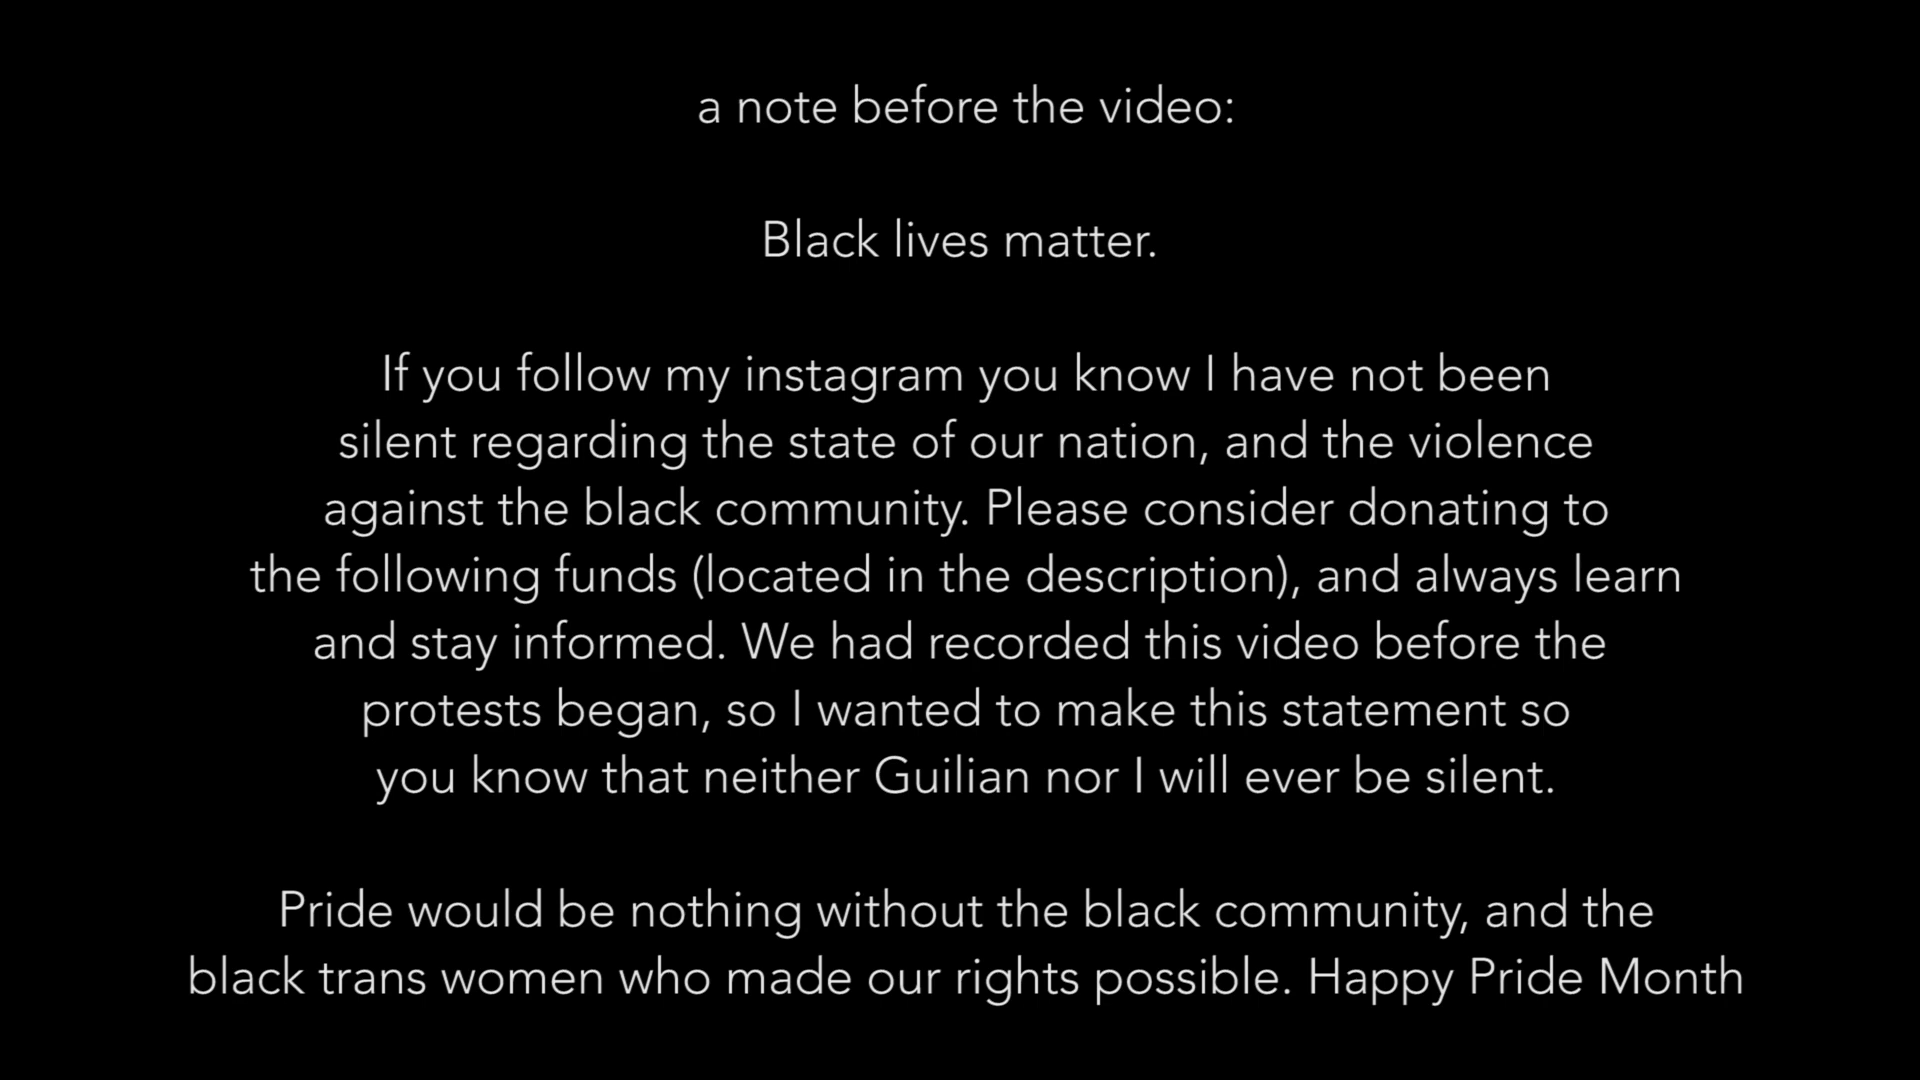 a note before the video:
Black lives matter.
If you follow my instagram you know I have not been
silent regarding the state of our nation, and the violence
against the black community. Please consider donating to
the following funds (located in the description), and always learn
and stay informed. We had recorded this video before the
protests began, so I wanted to make this statement so
you know that neither Guilian nor I will ever be silent.
Pride would be nothing without the black community, and the
black trans women who made our rights possible. Happy Pride Month